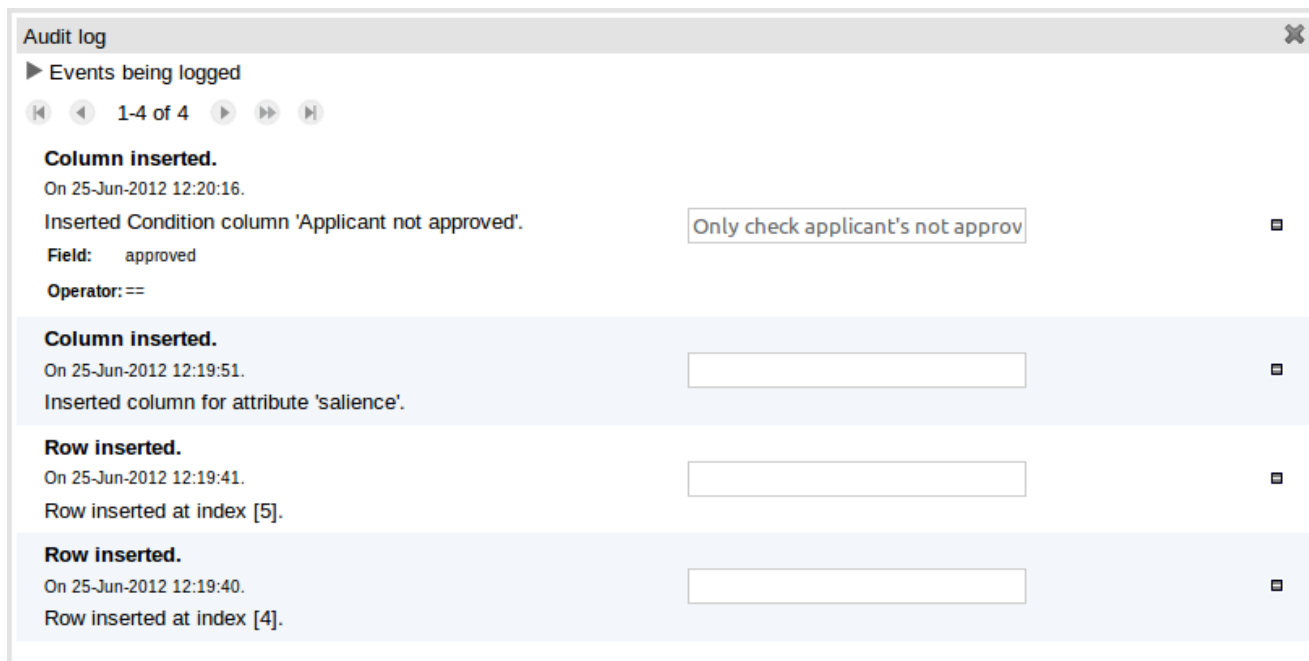 Audit log
Events being logged
1-4 of 4
Column inserted.
On 25-Jun-2012 12:20:16.
Inserted Condition column 'Applicant not approved'.
Only check applicant's not approv
Field: approved
Operator: ==
Column inserted.
On 25-Jun-2012 12:19:51.
Inserted column for attribute 'salience'.
Row inserted.
On 25-Jun-2012 12:19:41.
Row inserted at index [5].
Row inserted.
On 25-Jun-2012 12:19:40.
Row inserted at index [4].